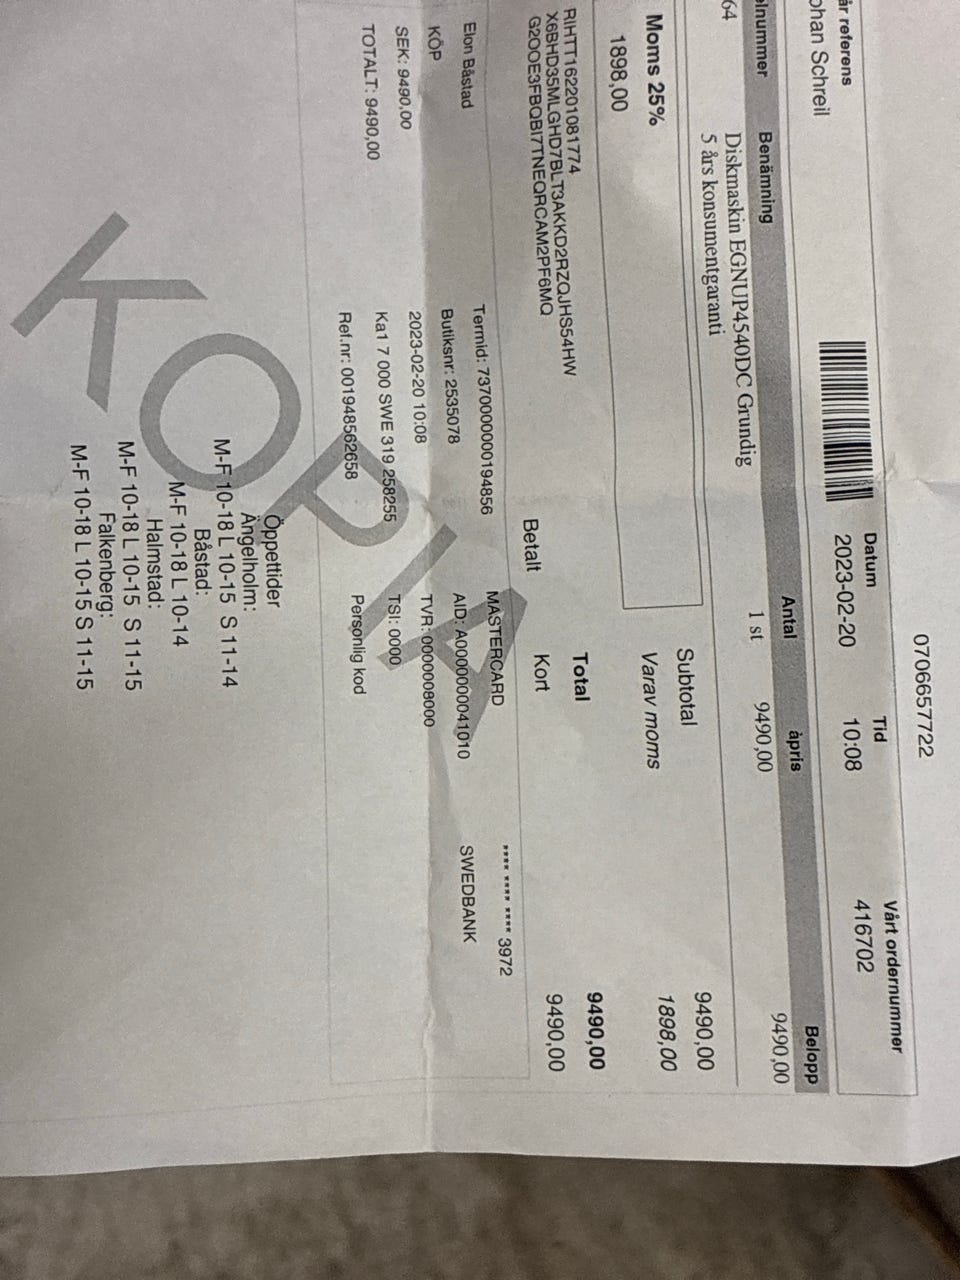 0706657722
år referens Datum Tid Vårt ordernummer
ohan Schreil 2023-02-20 10:08 416702
elnummer Benämning Antal àpris Belopp
64 Diskmaskin EGNUP4540DC Grundig 1 st 9490,00 9490,00
5 års konsumentgaranti
Moms 25% Subtotal 9490,00
1898,00 Varav moms 1898,00
Total 9490,00
RIHTT162201081774
X6BHD35MLGHD7BLT3AKKD2RZQJHS54HW
G2OOE3FBQBI7TNEQRCAM2PF6MQ
Betalt Kort 9490,00
Elon Båstad Termid: 7370000000194856 MASTERCARD **** **** **** 3972
KÖP Butiksnr: 2535078 AID: A0000000041010 SWEDBANK
2023-02-20 10:08 TVR: 0000008000
SEK: 9490,00 Ka1 7 000 SWE 319 258255 TSI: 0000
TOTALT: 9490,00 Ref.nr: 001948562658 Personlig kod
KOPIA
Öppettider
Ängelholm:
M-F 10-18 L 10-15 S 11-14
Båstad:
M-F 10-18 L 10-14
Halmstad:
M-F 10-18 L 10-15 S 11-15
Falkenberg:
M-F 10-18 L 10-15 S 11-15